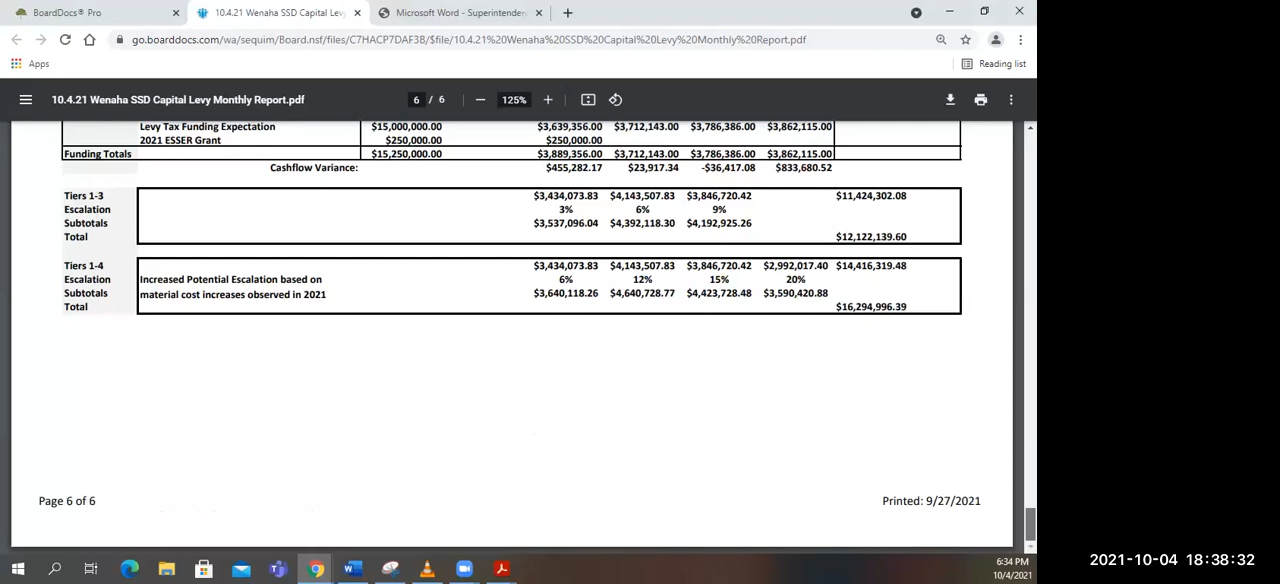 BoardDocs® Pro
10.4.21 Wenaha SSD Capital Lev
Microsoft Word - Superintenden
go.boarddocs.com/wa/sequim/Board.nsf/files/C7HACP7DAF3B/$file/10.4.21%20Wenaha%20SSD%20Capital%20Levy%20Monthly%20Report.pdf
Apps
Reading list
10.4.21 Wenaha SSD Capital Levy Monthly Report.pdf
6 / 6
125%
Levy Tax Funding Expectation $15,000,000.00 $3,639,356.00 $3,712,143.00 $3,786,386.00 $3,862,115.00
2021 ESSER Grant $250,000.00 $250,000.00
Funding Totals $15,250,000.00 $3,889,356.00 $3,712,143.00 $3,786,386.00 $3,862,115.00
Cashflow Variance: $455,282.17 $23,917.34 -$36,417.08 $833,680.52
Tiers 1-3 $3,434,073.83 $4,143,507.83 $3,846,720.42 $11,424,302.08
Escalation 3% 6% 9%
Subtotals $3,537,096.04 $4,392,118.30 $4,192,925.26
Total $12,122,139.60
Tiers 1-4 $3,434,073.83 $4,143,507.83 $3,846,720.42 $2,992,017.40 $14,416,319.48
Escalation Increased Potential Escalation based on 6% 12% 15% 20%
Subtotals material cost increases observed in 2021 $3,640,118.26 $4,640,728.77 $4,423,728.48 $3,590,420.88
Total $16,294,996.39
Page 6 of 6
Printed: 9/27/2021
6:34 PM
10/4/2021
2021-10-04 18:38:32